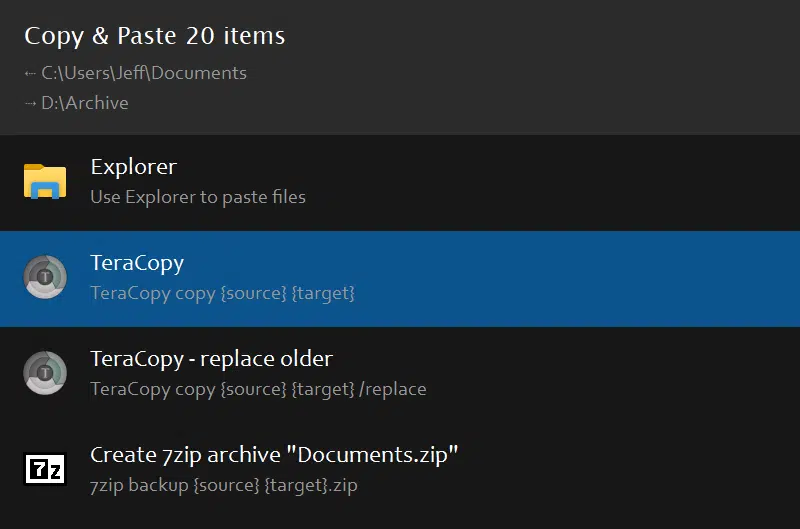 Copy & Paste 20 items
← C:\Users\Jeff\Documents
→ D:\Archive
Explorer
Use Explorer to paste files
T
TeraCopy
TeraCopy copy {source} {target}
T
TeraCopy - replace older
TeraCopy copy {source} {target} /replace
7z
Create 7zip archive "Documents.zip"
7zip backup {source} {target}.zip